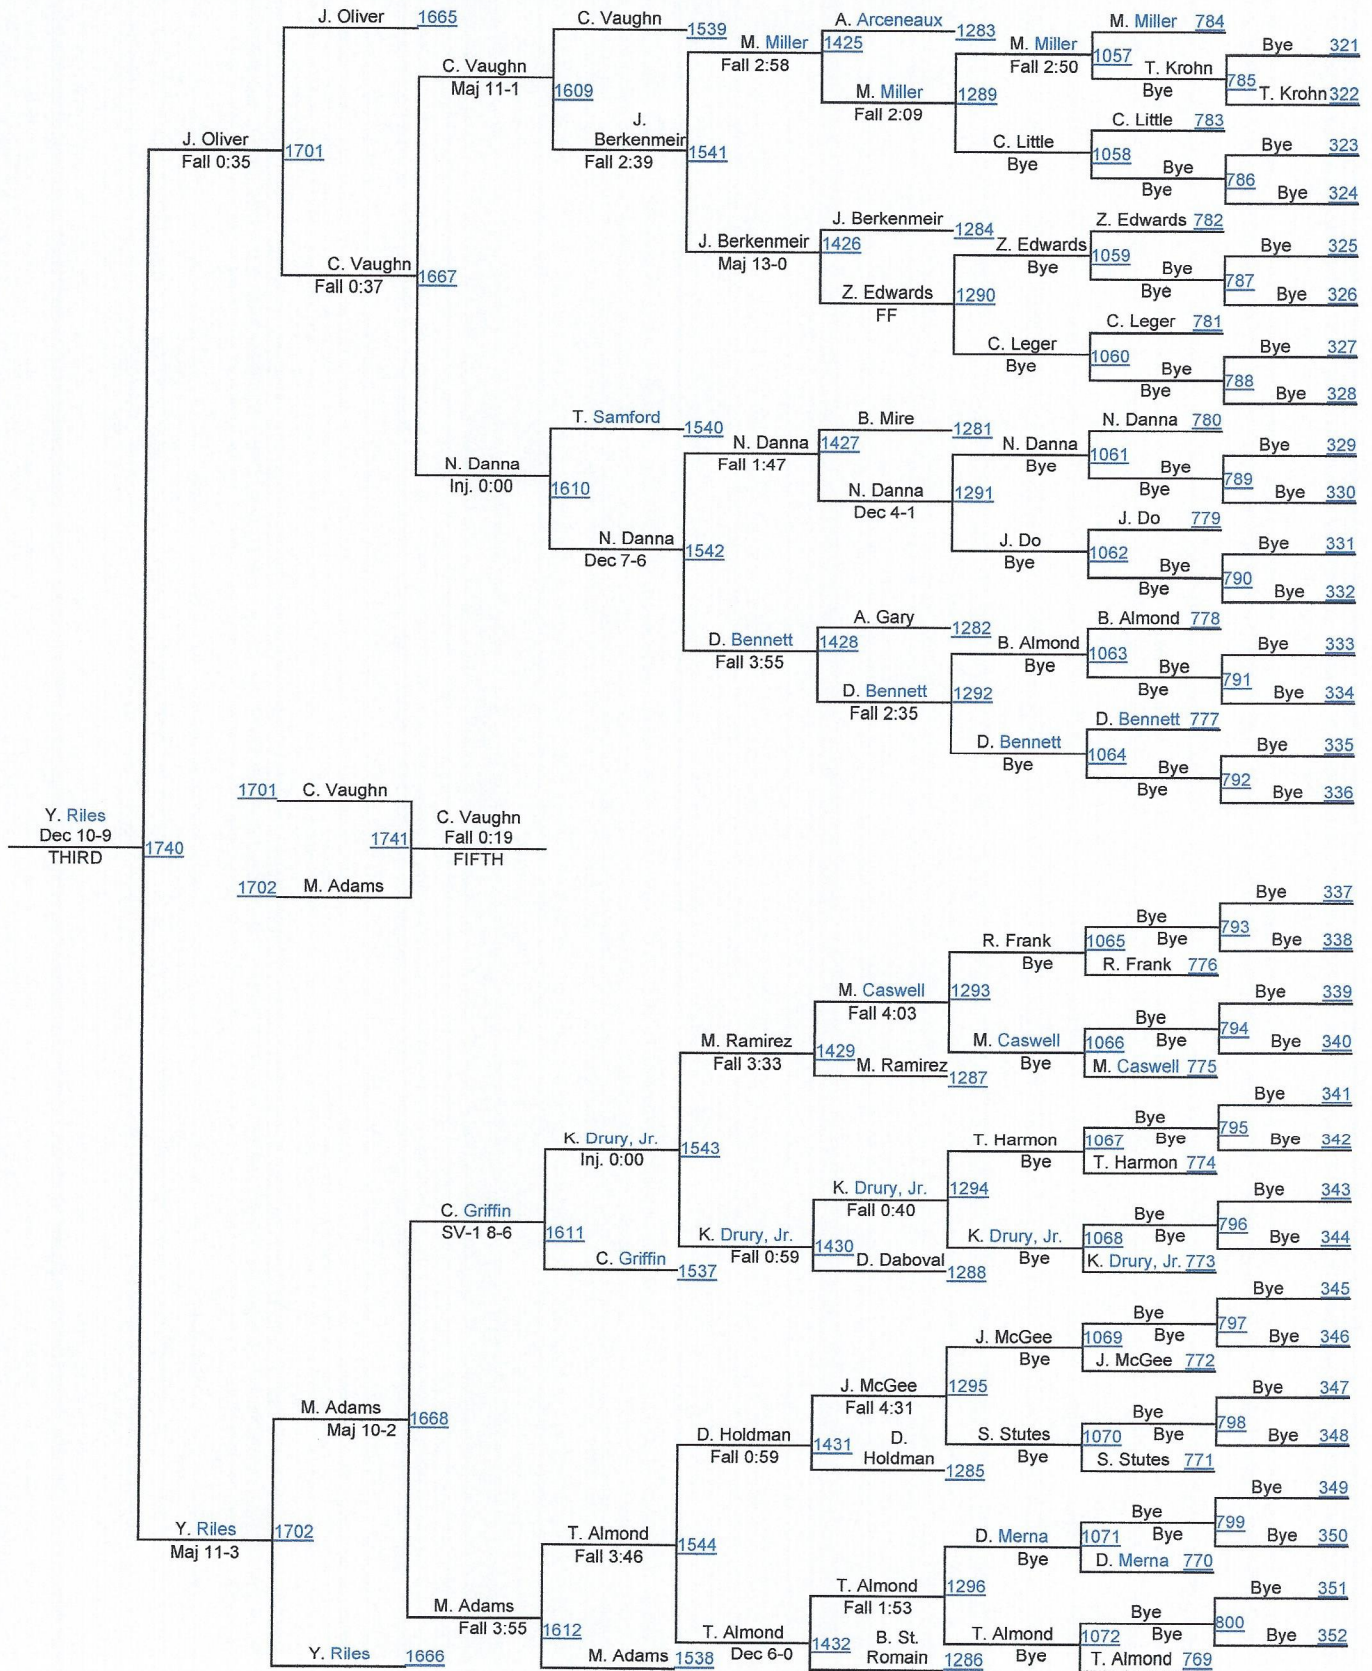 J. Oliver 1665
C. Vaughn 1539
A. Arceneaux 1283
M. Miller 784
Bye 321
M. Miller 1425
Fall 2:58
M. Miller 1057
Fall 2:50
T. Krohn 785
Bye
T. Krohn 322
C. Vaughn
Maj 11-1
1609
M. Miller 1289
Fall 2:09
C. Little 783
Bye 323
J.
Berkenmeir 1541
Fall 2:39
C. Little 1058
Bye
Bye 786
Bye
Bye 324
J. Oliver 1701
Fall 0:35
J. Berkenmeir 1284
Z. Edwards 782
Bye 325
J. Berkenmeir 1426
Maj 13-0
Z. Edwards 1059
Bye
Bye 787
Bye
Bye 326
C. Vaughn 1667
Fall 0:37
Z. Edwards 1290
FF
C. Leger 781
Bye 327
C. Leger 1060
Bye
Bye 788
Bye
Bye 328
T. Samford 1540
B. Mire 1281
N. Danna 780
Bye 329
N. Danna 1427
Fall 1:47
N. Danna 1061
Bye
Bye 789
Bye
Bye 330
N. Danna
Inj. 0:00
1610
N. Danna 1291
Dec 4-1
J. Do 779
Bye 331
N. Danna 1542
Dec 7-6
J. Do 1062
Bye
Bye 790
Bye
Bye 332
A. Gary 1282
B. Almond 778
Bye 333
D. Bennett 1428
Fall 3:55
B. Almond 1063
Bye
Bye 791
Bye
Bye 334
D. Bennett 1292
Fall 2:35
D. Bennett 777
Bye 335
D. Bennett 1064
Bye
Bye 792
Bye
Bye 336
1701 C. Vaughn
Y. Riles
Dec 10-9
THIRD
1740
1741
C. Vaughn
Fall 0:19
FIFTH
1702 M. Adams
Bye 337
Bye 793
R. Frank 1065 Bye
Bye
Bye 338
R. Frank 776
M. Caswell 1293
Fall 4:03
Bye 339
Bye 794
M. Caswell 1066 Bye
Bye
Bye 340
M. Caswell 775
M. Ramirez 1429
Fall 3:33
M. Ramirez 1287
Bye 341
Bye 795
T. Harmon 1067 Bye
Bye
Bye 342
T. Harmon 774
K. Drury, Jr. 1543
Inj. 0:00
K. Drury, Jr. 1294
Fall 0:40
Bye 343
Bye 796
K. Drury, Jr. 1068 Bye
Bye
Bye 344
K. Drury, Jr. 773
C. Griffin
SV-1 8-6
1611
K. Drury, Jr. 1430
Fall 0:59
D. Daboval 1288
C. Griffin 1537
Bye 345
Bye 797
J. McGee 1069 Bye
Bye
Bye 346
J. McGee 772
J. McGee 1295
Fall 4:31
Bye 347
Bye 798
S. Stutes 1070 Bye
Bye
Bye 348
S. Stutes 771
M. Adams 1668
Maj 10-2
D. Holdman 1431
Fall 0:59
D.
Holdman 1285
Bye 349
Bye 799
D. Merna 1071 Bye
Bye
Bye 350
D. Merna 770
Y. Riles 1702
Maj 11-3
T. Almond 1544
Fall 3:46
T. Almond 1296
Fall 1:53
Bye 351
Bye 800
T. Almond 1072 Bye
Bye
Bye 352
T. Almond 769
M. Adams
Fall 3:55
1612
T. Almond 1432
Dec 6-0
B. St.
Romain 1286
M. Adams 1538
Y. Riles 1666